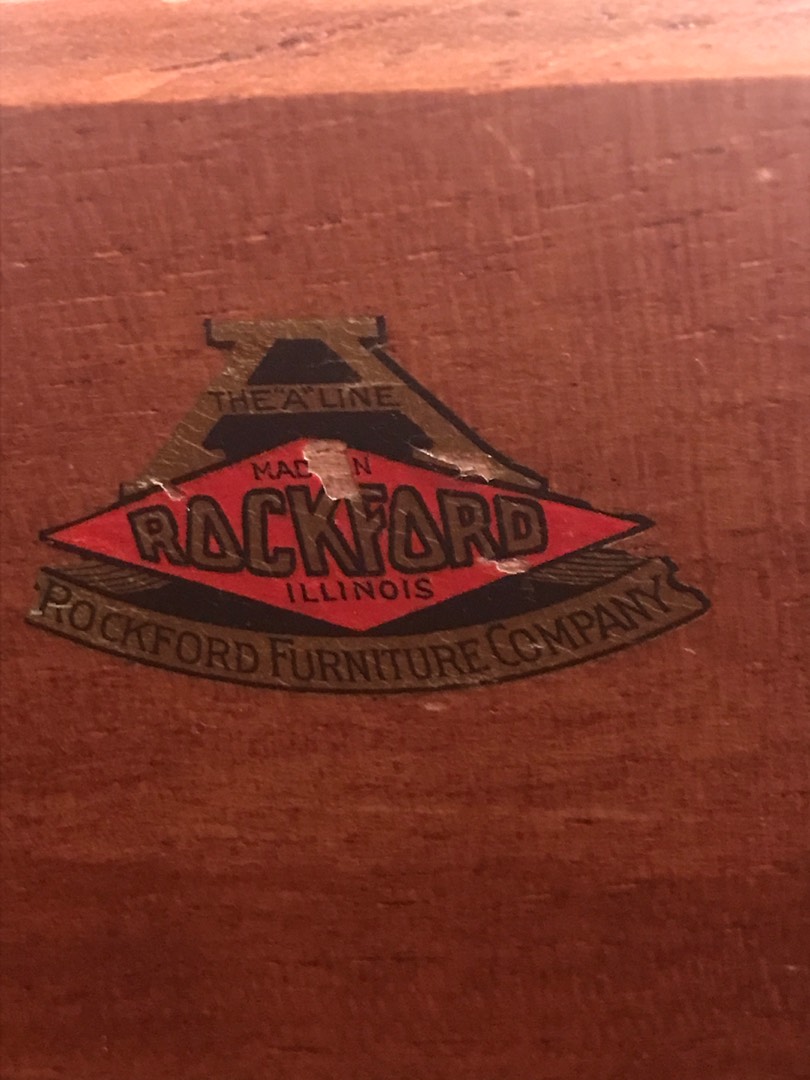 THE "A" LINE
ROCKFORD
ILLINOIS
ROCKFORD FURNITURE COMPANY